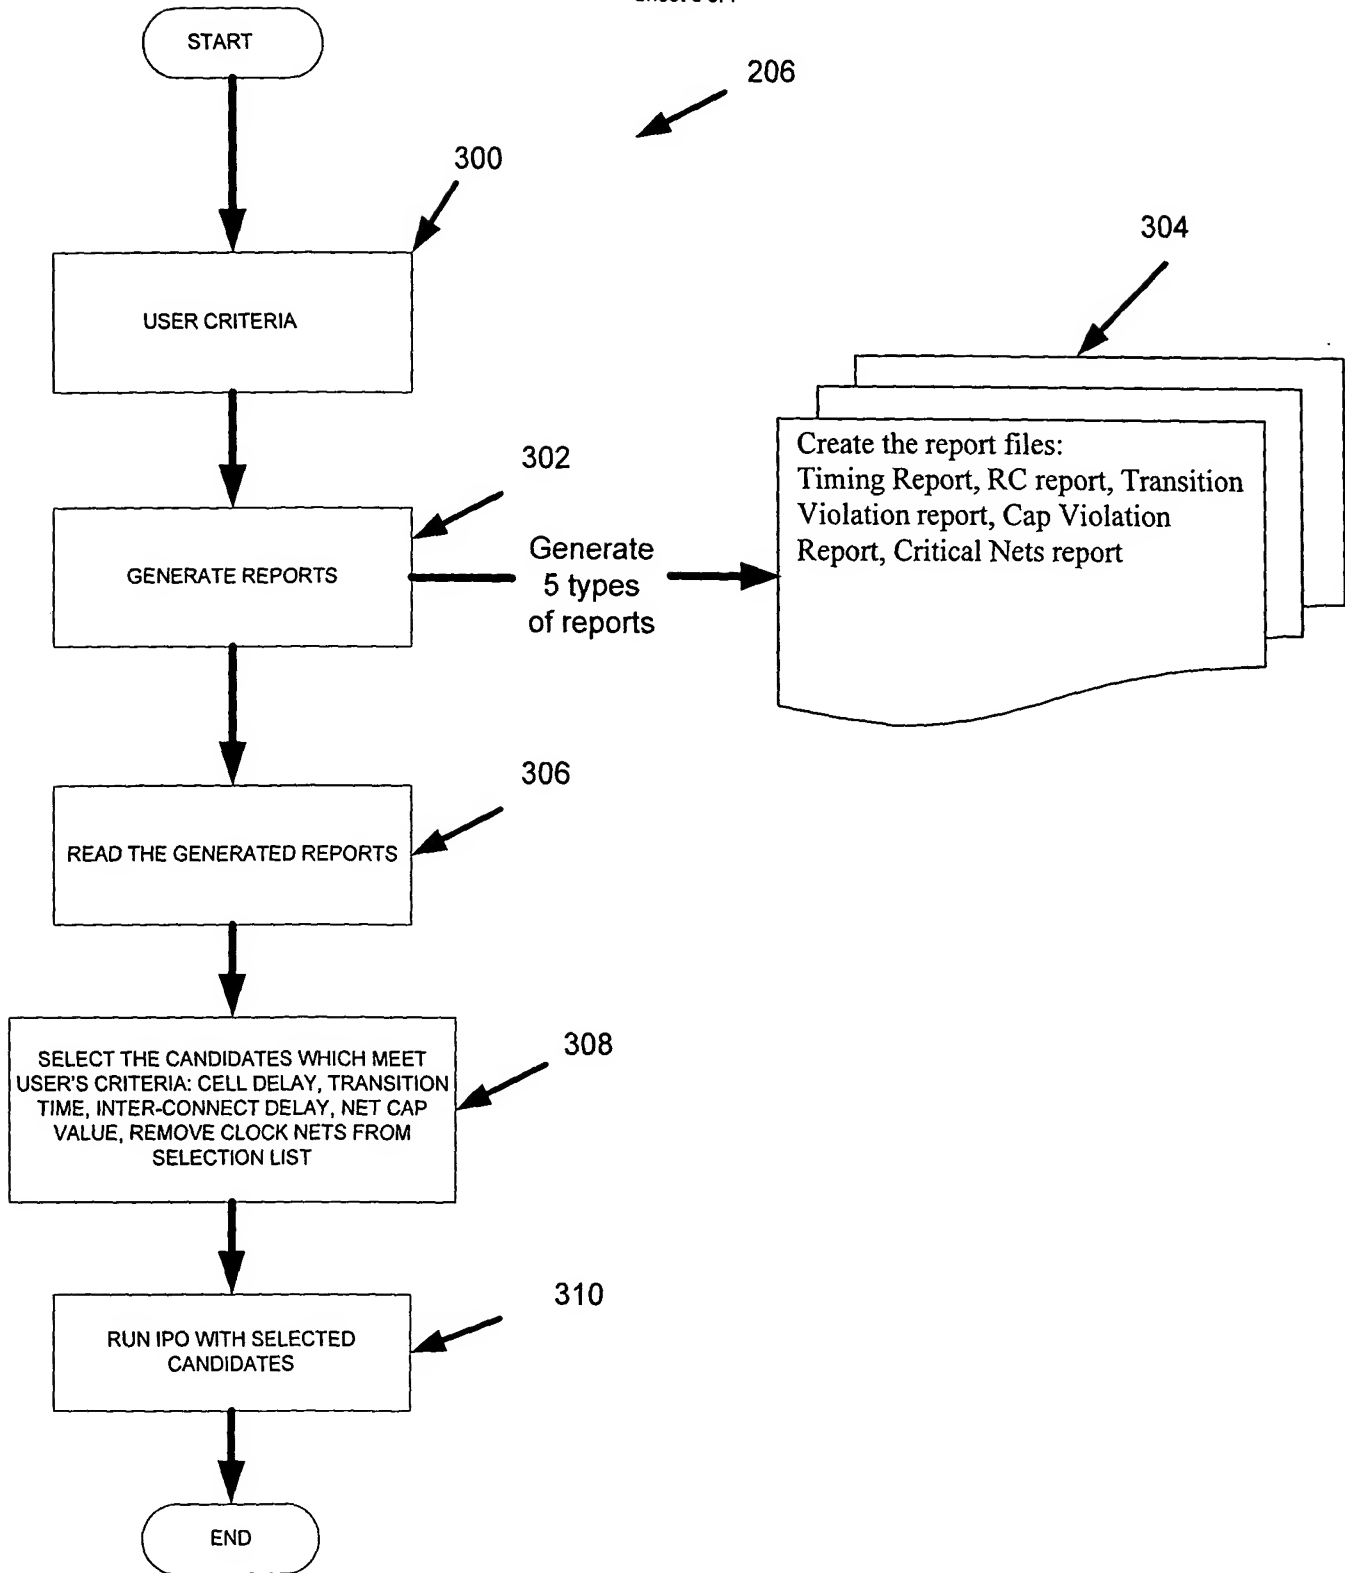 START
206
300
USER CRITERIA
304
302
Create the report files:
Timing Report, RC report, Transition
Violation report, Cap Violation
Report, Critical Nets report
GENERATE REPORTS
Generate
5 types
of reports
306
READ THE GENERATED REPORTS
308
SELECT THE CANDIDATES WHICH MEET
USER'S CRITERIA: CELL DELAY, TRANSITION
TIME, INTER-CONNECT DELAY, NET CAP
VALUE, REMOVE CLOCK NETS FROM
SELECTION LIST
310
RUN IPO WITH SELECTED
CANDIDATES
END